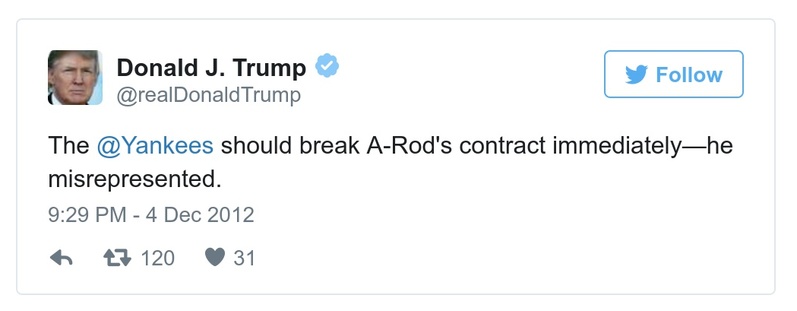 Donald J. Trump
@realDonaldTrump
Follow
The @Yankees should break A-Rod's contract immediately—he
misrepresented.
9:29 PM - 4 Dec 2012
120 31